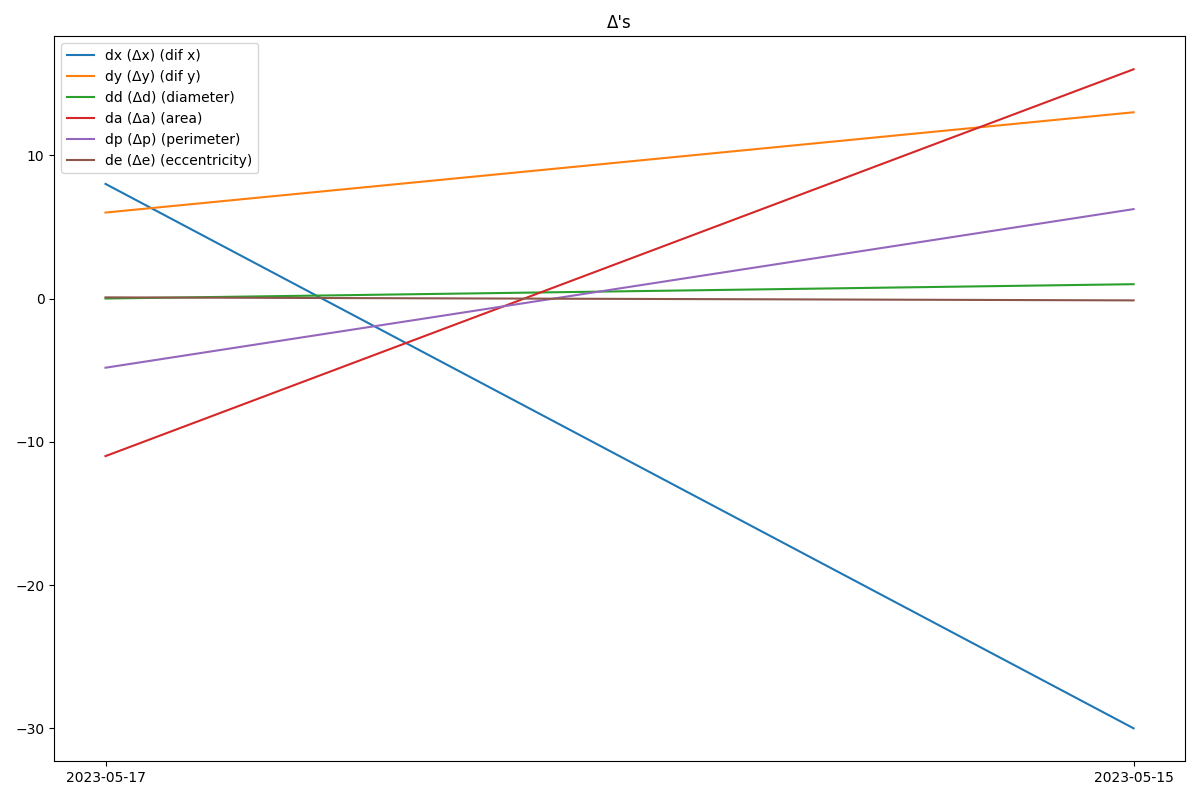 Δ's
dx (Δx) (dif x)
dy (Δy) (dif y)
dd (Δd) (diameter)
da (Δa) (area)
dp (Δp) (perimeter)
de (Δe) (eccentricity)
10
0
−10
−20
−30
2023-05-17
2023-05-15